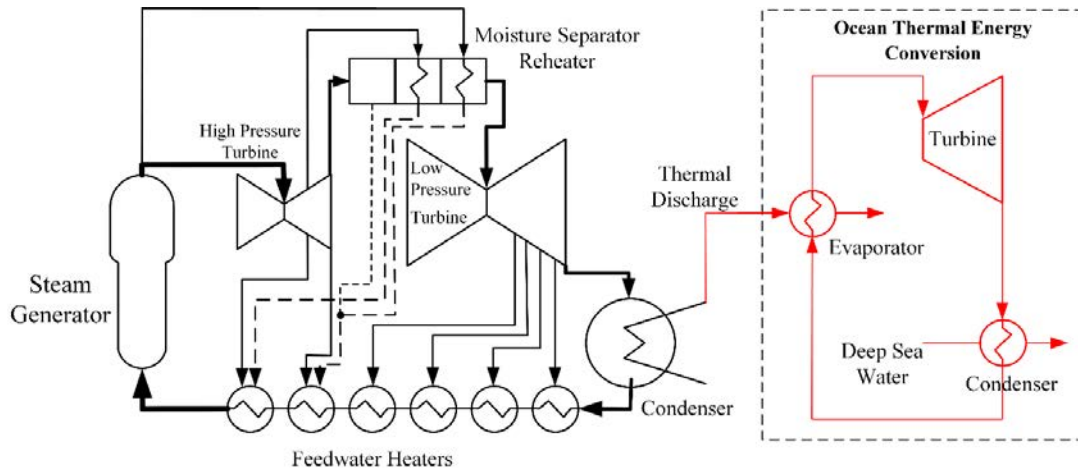 Moisture Separator
Reheater
High Pressure
Turbine
Low
Pressure
Turbine
Steam
Generator
Feedwater Heaters
Condenser
Thermal
Discharge
Ocean Thermal Energy
Conversion
Turbine
Evaporator
Deep Sea
Water
Condenser